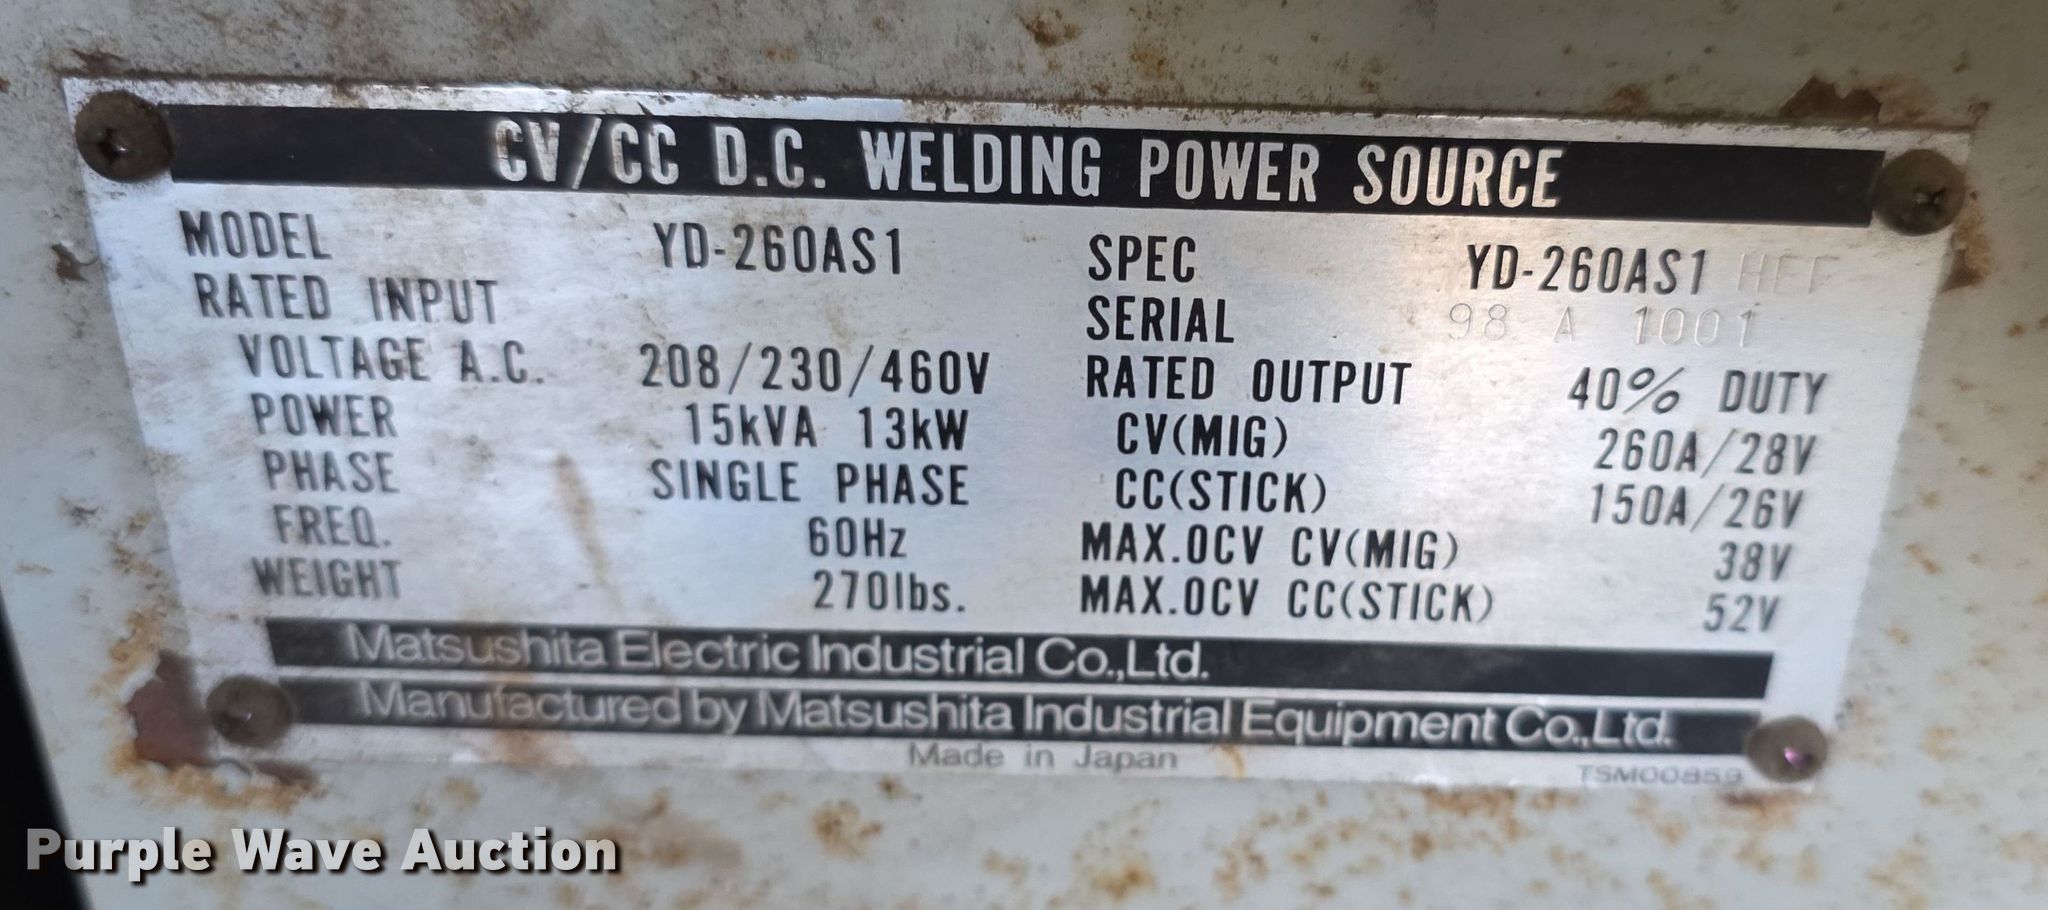 CV/CC D.C. WELDING POWER SOURCE
MODEL YD-260AS1
RATED INPUT
VOLTAGE A.C. 208/230/460V
POWER 15kVA 13kW
PHASE SINGLE PHASE
FREQ. 60Hz
WEIGHT 270lbs.
SPEC YD-260AS1
SERIAL 98 A 1001
RATED OUTPUT 40% DUTY
CV(MIG) 260A/28V
CC(STICK) 150A/26V
MAX.OCV CV(MIG) 38V
MAX.OCV CC(STICK) 52V
Matsushita Electric Industrial Co.,Ltd.
Manufactured by Matsushita Industrial Equipment Co.,Ltd.
Made in Japan
TSM00859
Purple Wave Auction